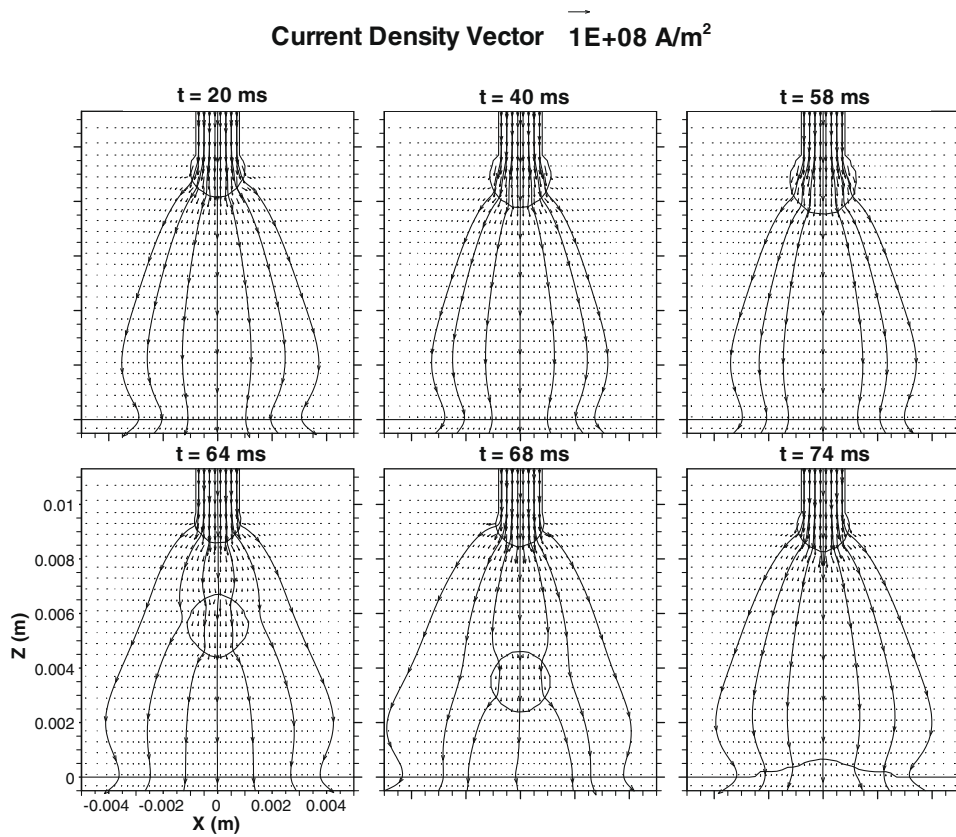 Current Density Vector 1E+08 A/m²
t = 20 ms
t = 40 ms
t = 58 ms
t = 64 ms
t = 68 ms
t = 74 ms
0.01
0.008
0.006
0.004
0.002
0
Z (m)
-0.004 -0.002 0 0.002 0.004
X (m)